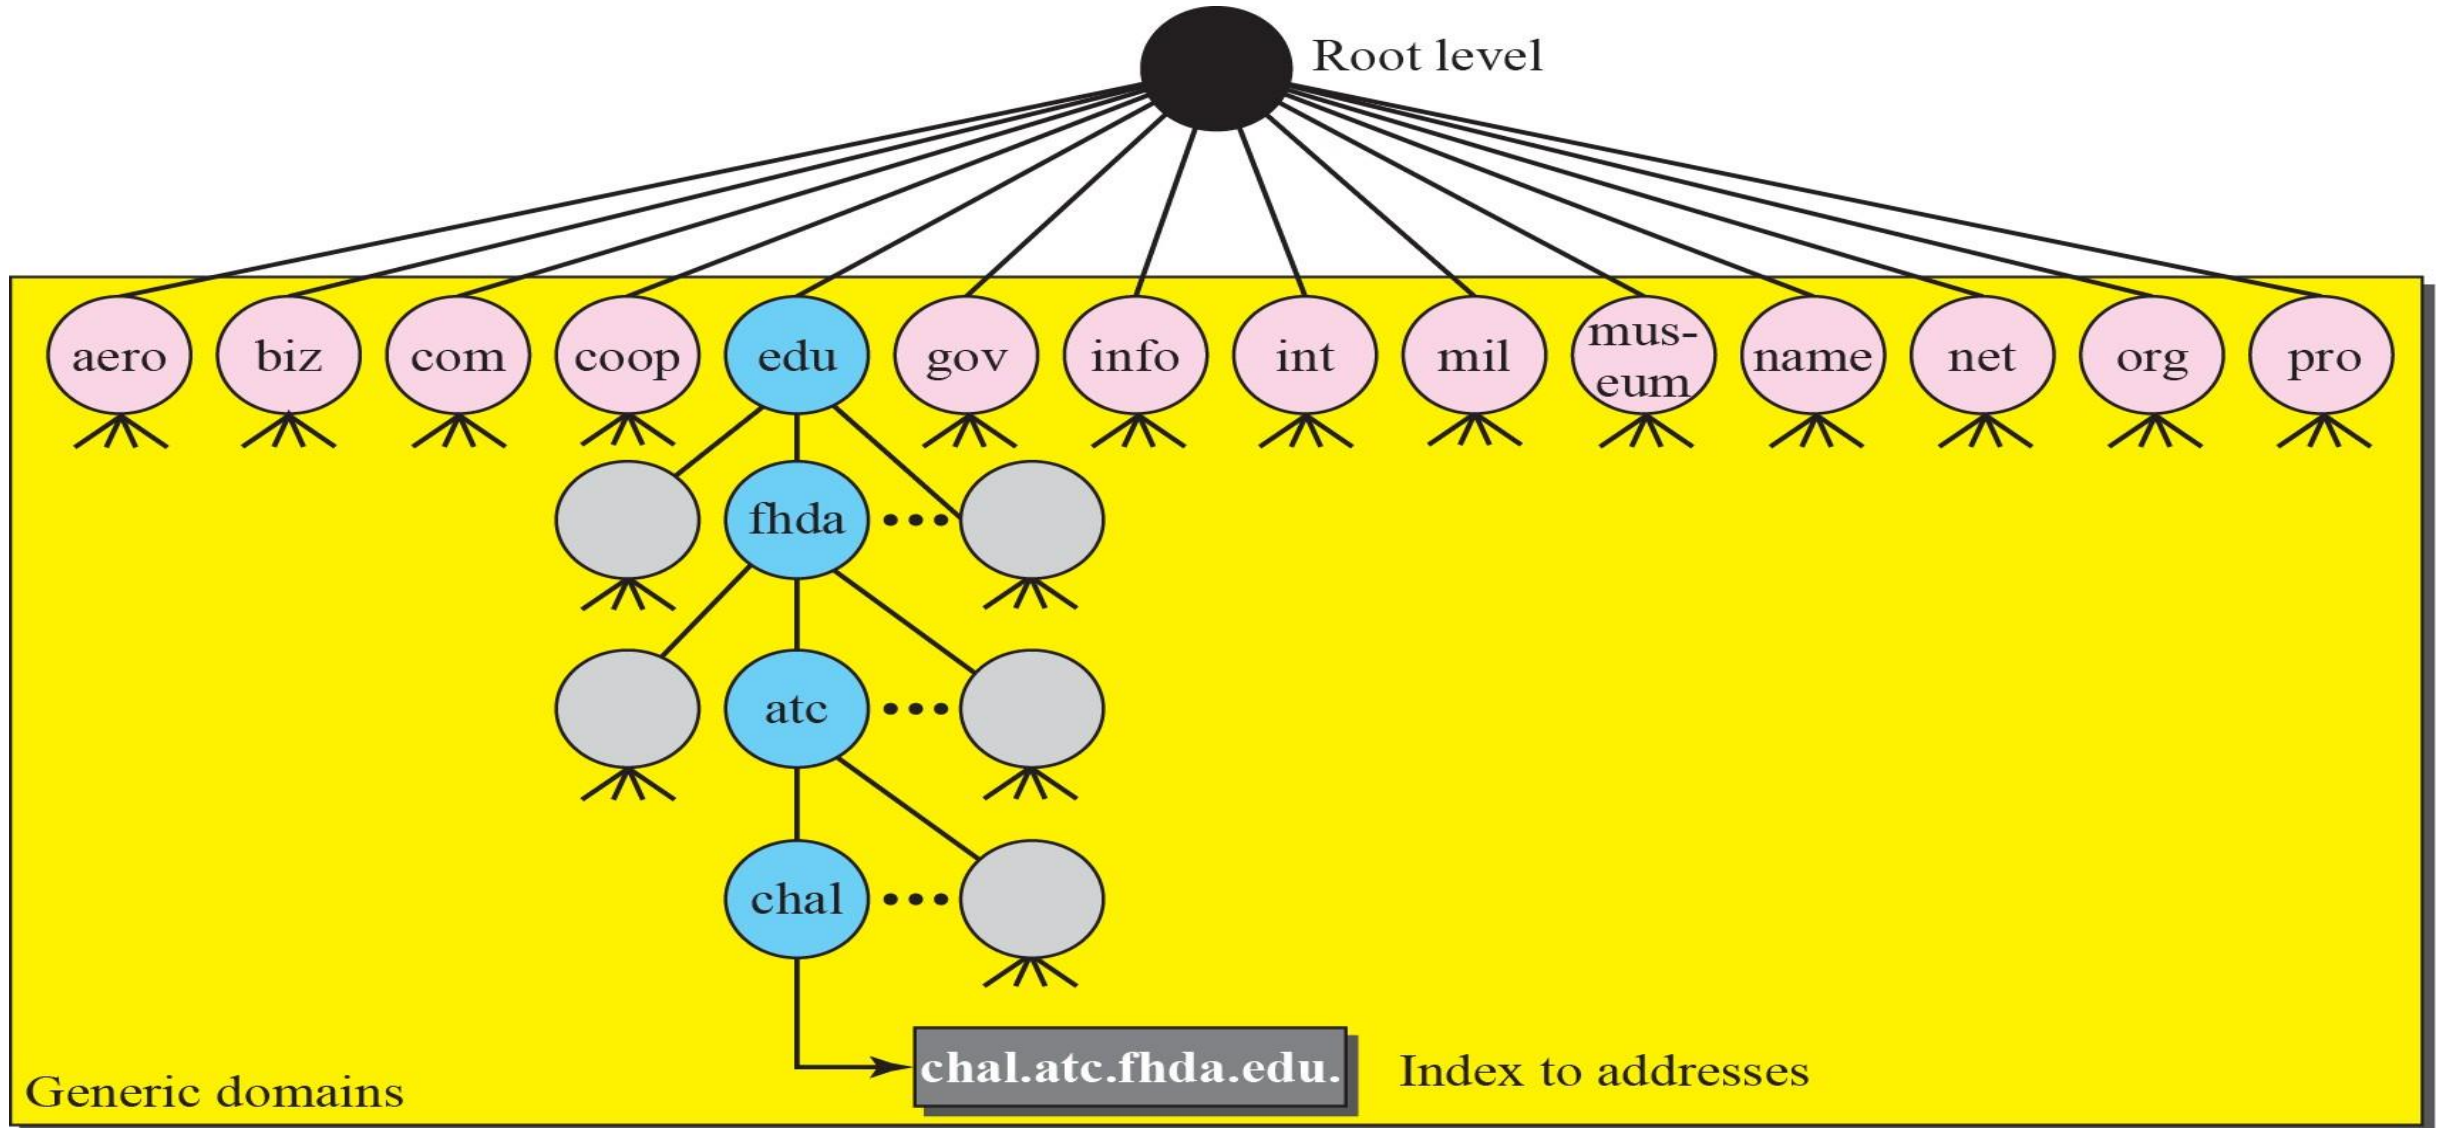 Root level
aero biz com coop edu gov info int mil mus-
eum name net org pro
fhda
atc
chal
chal.atc.fhda.edu.
Index to addresses
Generic domains